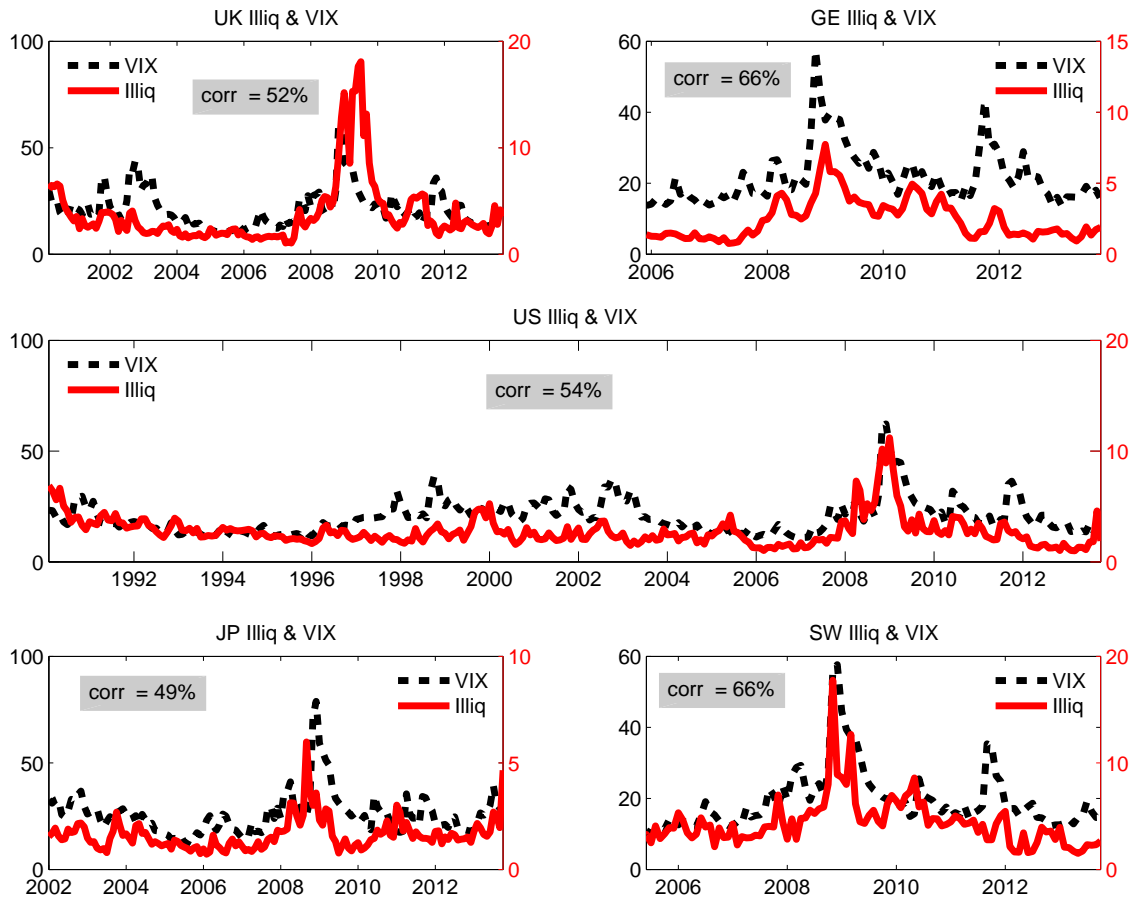 UK Illiq & VIX
100
50
0
20
10
0
VIX
Illiq
corr = 52%
2002 2004 2006 2008 2010 2012
GE Illiq & VIX
60
40
20
0
15
10
5
0
VIX
Illiq
corr = 66%
2006 2008 2010 2012
US Illiq & VIX
100
50
0
20
10
0
VIX
Illiq
corr = 54%
1992 1994 1996 1998 2000 2002 2004 2006 2008 2010 2012
JP Illiq & VIX
100
50
0
10
5
0
corr = 49%
VIX
Illiq
2002 2004 2006 2008 2010 2012
SW Illiq & VIX
60
40
20
0
20
10
0
corr = 66%
VIX
Illiq
2006 2008 2010 2012